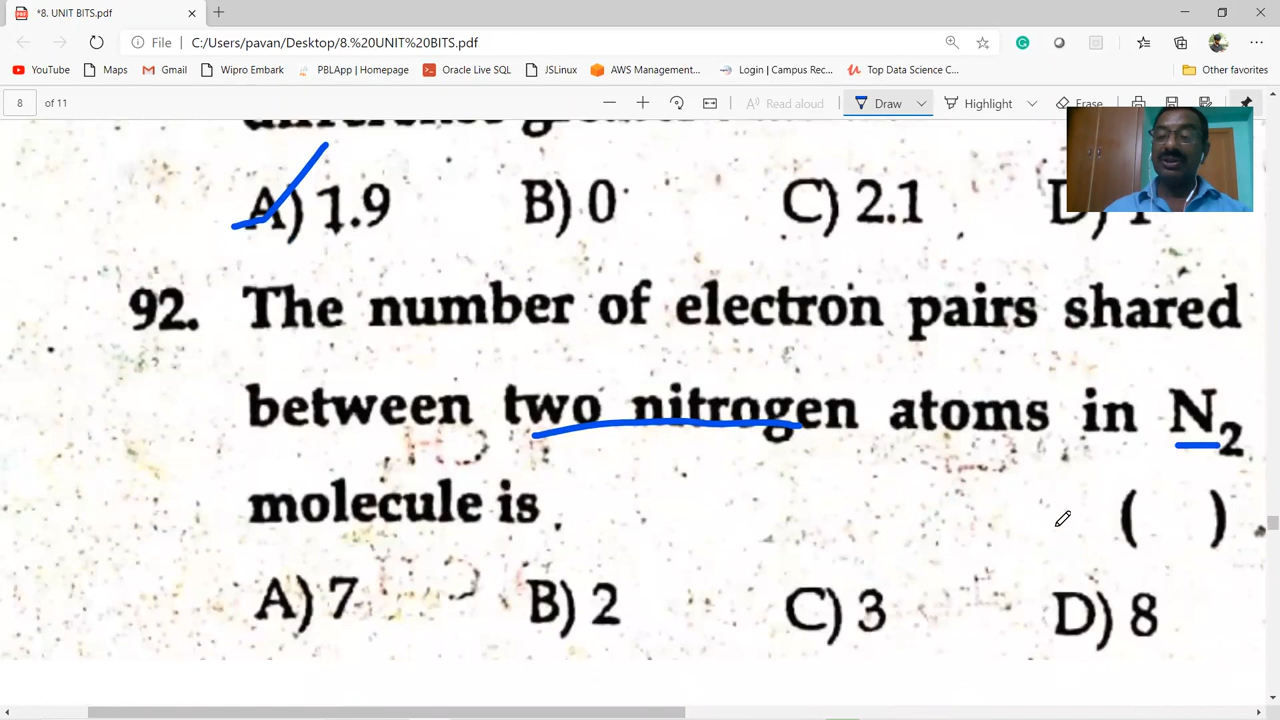 *8. UNIT BITS.pdf
File C:/Users/pavan/Desktop/8.%20UNIT%20BITS.pdf
YouTube Maps Gmail Wipro Embark PBLApp | Homepage Oracle Live SQL JSLinux AWS Management... Login | Campus Rec... Top Data Science C... Other favorites
8 of 11 Read aloud Draw Highlight Erase
A) 1.9 B) 0 C) 2.1
92. The number of electron pairs shared
between two nitrogen atoms in N₂
molecule is ( )
A) 7 B) 2 C) 3 D) 8